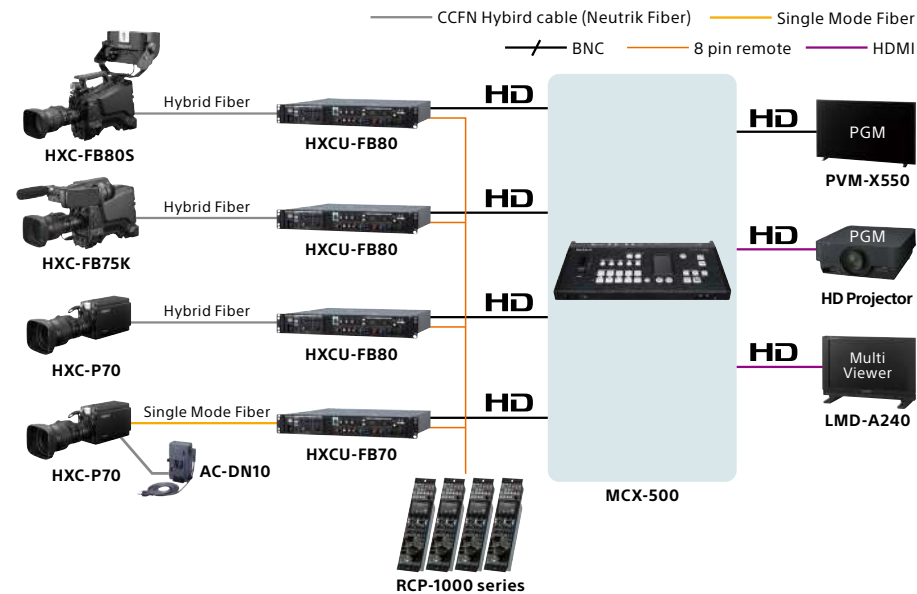 CCFN Hybird cable (Neutrik Fiber)
Single Mode Fiber
BNC
8 pin remote
HDMI
Hybrid Fiber
HD
HXC-FB80S
HXCU-FB80
HD
PGM
PVM-X550
Hybrid Fiber
HD
HXC-FB75K
HXCU-FB80
HD
PGM
HD Projector
Hybrid Fiber
HD
HXC-P70
HXCU-FB80
HD
Multi
Viewer
LMD-A240
Single Mode Fiber
HD
HXC-P70
AC-DN10
HXCU-FB70
MCX-500
RCP-1000 series